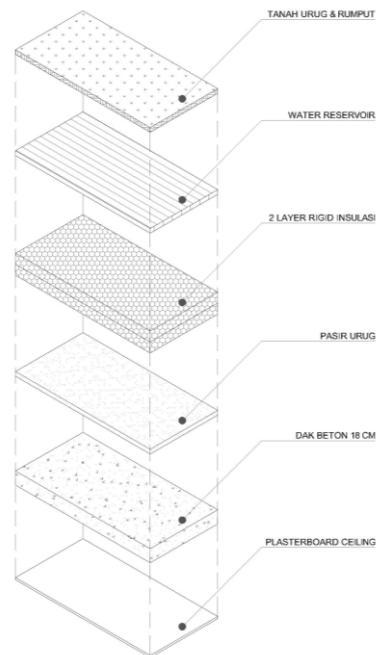 TANAH URUG & RUMPUT
WATER RESERVOIR
2 LAYER RIGID INSULASI
PASIR URUG
DAK BETON 18 CM
PLASTERBOARD CEILING